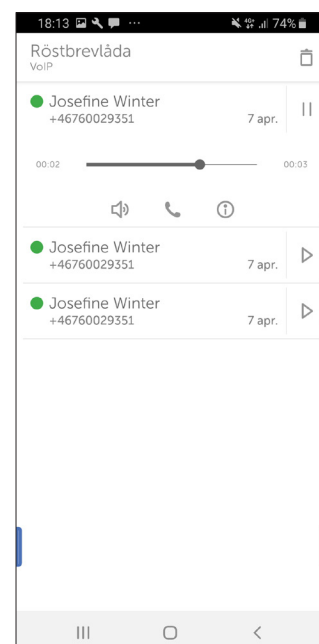 18:13 74%
Röstbrevlåda
VoIP
Josefine Winter
+46760029351 7 apr.
00:02 00:03
Josefine Winter
+46760029351 7 apr.
Josefine Winter
+46760029351 7 apr.